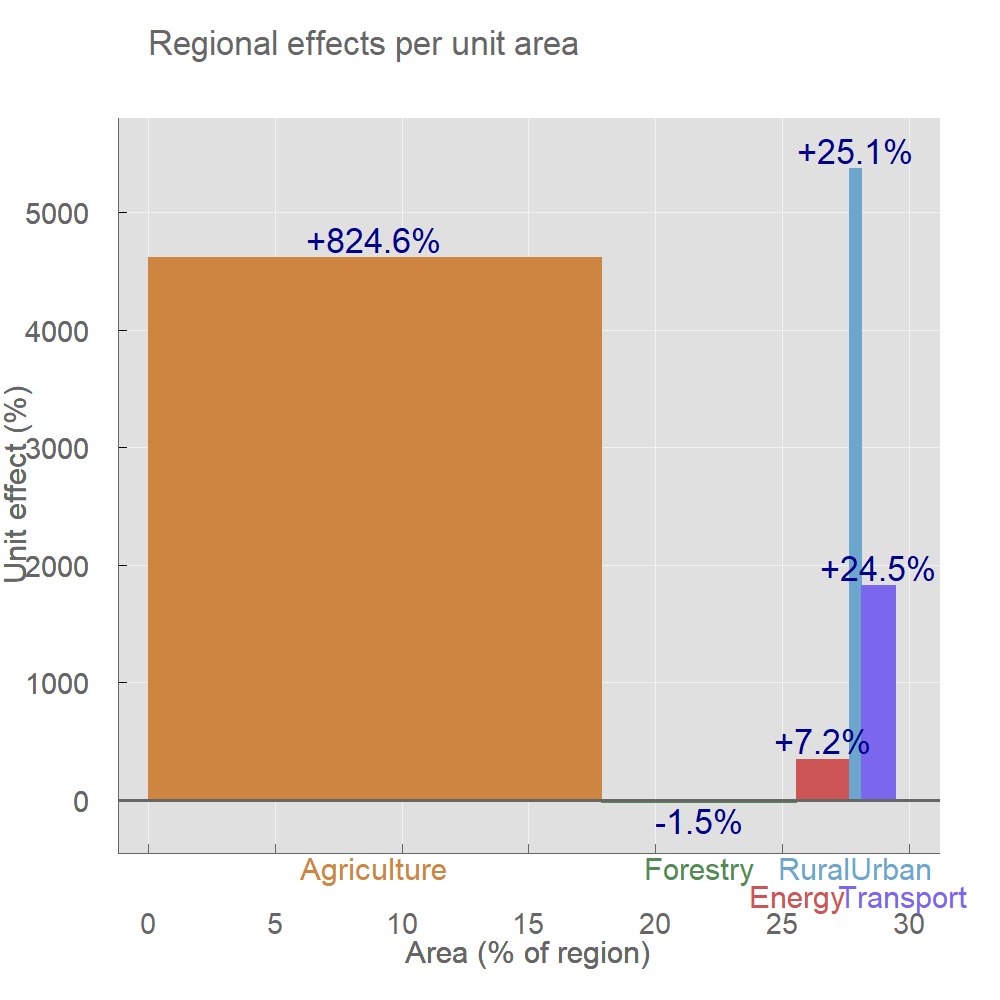 Regional effects per unit area
+25.1%
5000
+824.6%
4000
Unit effect (%)
3000
2000
+24.5%
1000
+7.2%
0
-1.5%
Agriculture
Forestry
RuralUrban
Energy
Transport
0 5 10 15 20 25 30
Area (% of region)